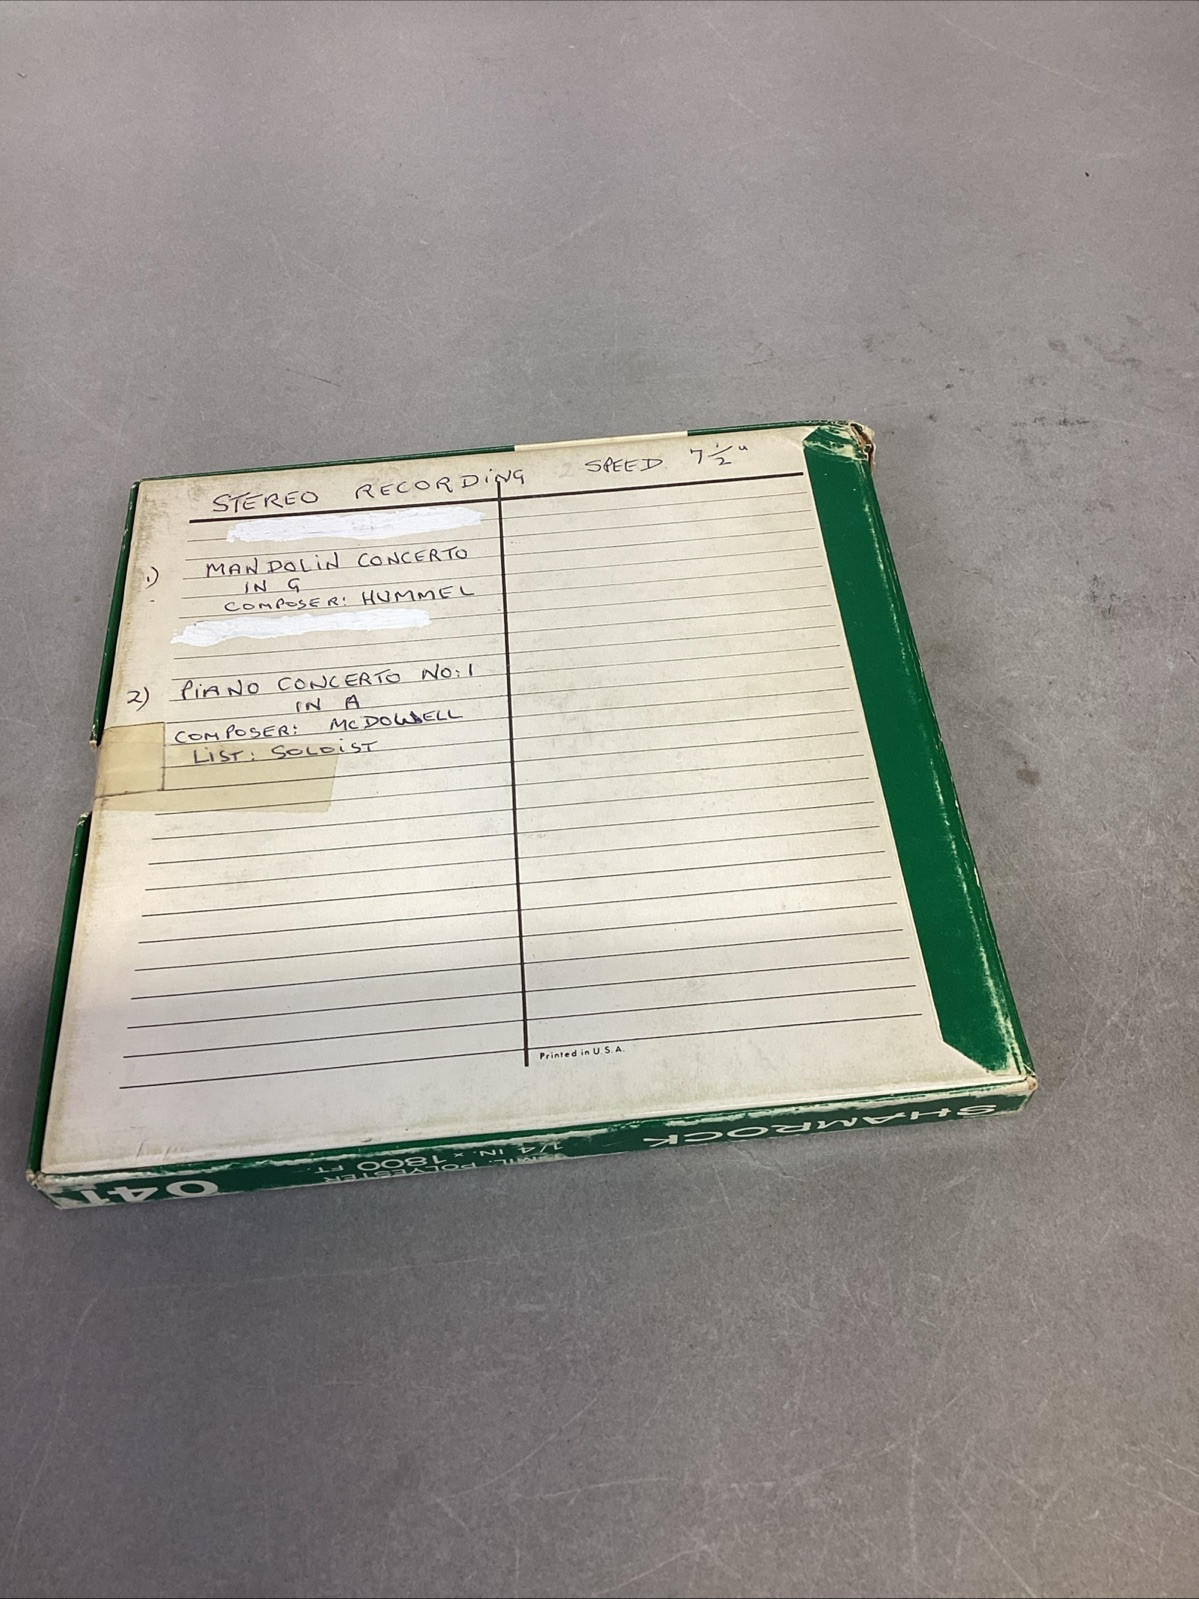 STEREO RECORDING SPEED 7 1/2"
1) MANDOLIN CONCERTO
IN G
COMPOSER: HUMMEL
2) PIANO CONCERTO NO: 1
IN A
COMPOSER: McDOWELL
LIST: SOLOIST
Printed in U.S.A.
SHAMROCK
MIL. POLYESTER
1/4 IN. x 1800 FT.
041